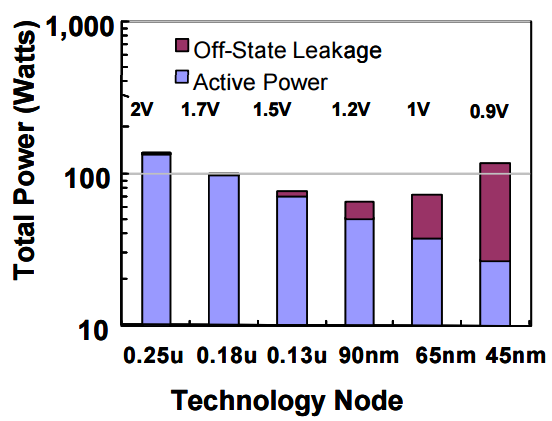 1,000
Off-State Leakage
Active Power
2V 1.7V 1.5V 1.2V 1V 0.9V
Total Power (Watts)
100
10
0.25u 0.18u 0.13u 90nm 65nm 45nm
Technology Node